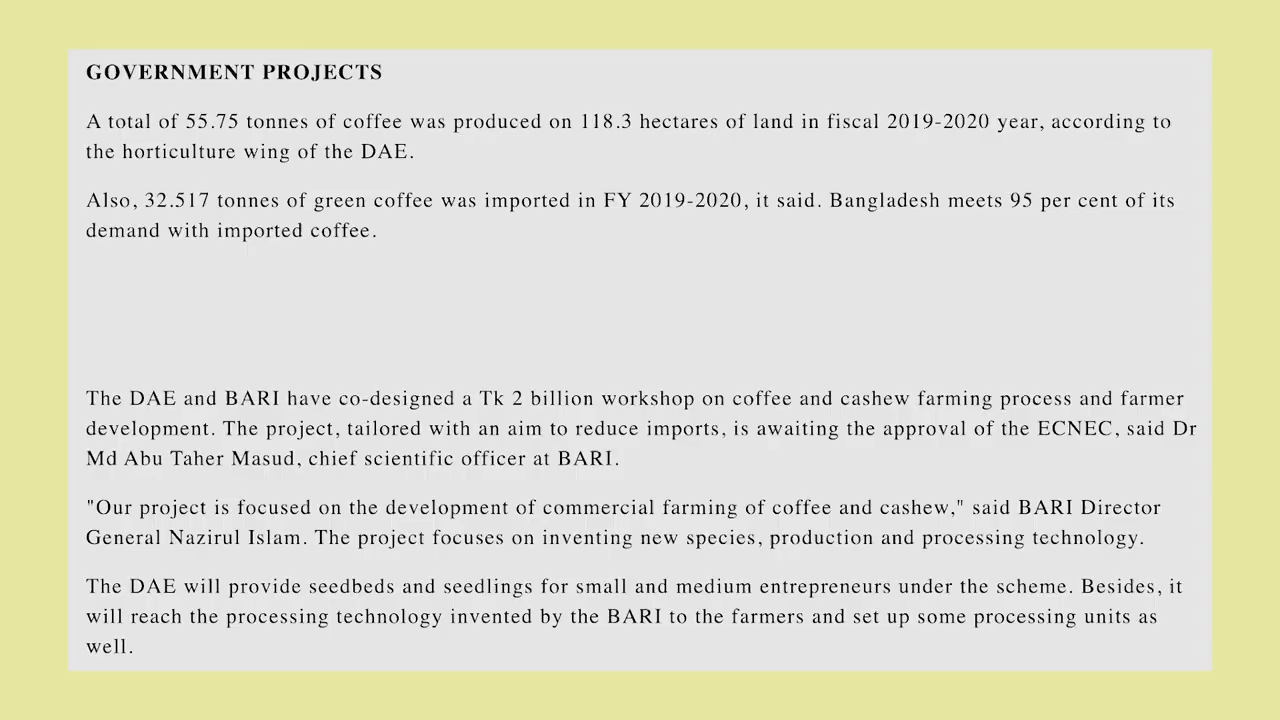 GOVERNMENT PROJECTS
A total of 55.75 tonnes of coffee was produced on 118.3 hectares of land in fiscal 2019-2020 year, according to
the horticulture wing of the DAE.
Also, 32.517 tonnes of green coffee was imported in FY 2019-2020, it said. Bangladesh meets 95 per cent of its
demand with imported coffee.
The DAE and BARI have co-designed a Tk 2 billion workshop on coffee and cashew farming process and farmer
development. The project, tailored with an aim to reduce imports, is awaiting the approval of the ECNEC, said Dr
Md Abu Taher Masud, chief scientific officer at BARI.
"Our project is focused on the development of commercial farming of coffee and cashew," said BARI Director
General Nazirul Islam. The project focuses on inventing new species, production and processing technology.
The DAE will provide seedbeds and seedlings for small and medium entrepreneurs under the scheme. Besides, it
will reach the processing technology invented by the BARI to the farmers and set up some processing units as
well.